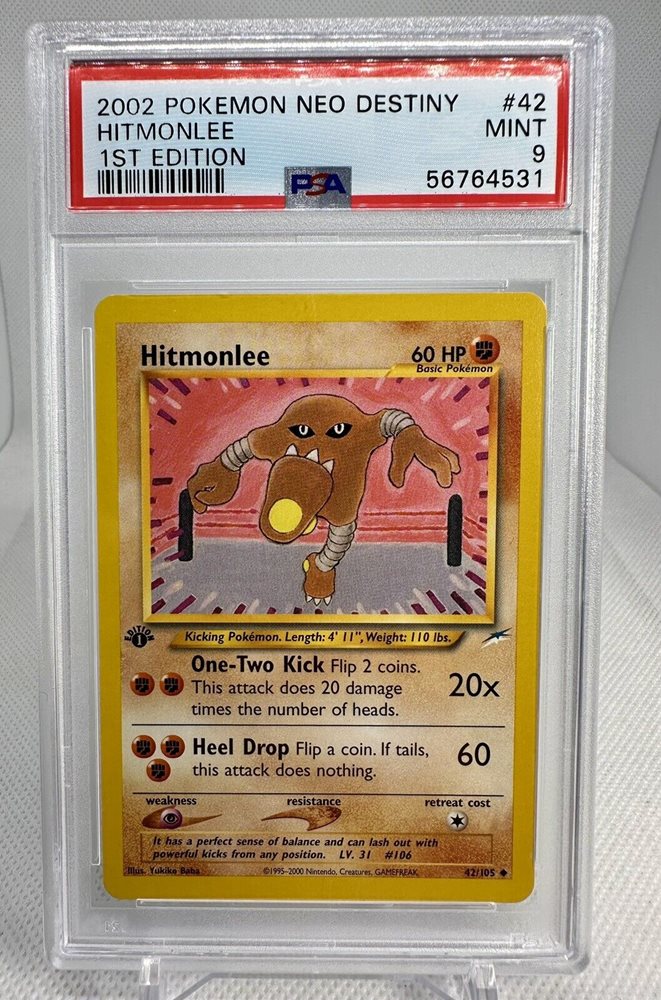 2002 POKEMON NEO DESTINY #42
HITMONLEE MINT
1ST EDITION 9
PSA 56764531
Hitmonlee 60 HP
Basic Pokémon
EDITION 1
Kicking Pokémon. Length: 4' 11", Weight: 110 lbs.
One-Two Kick Flip 2 coins.
This attack does 20 damage 20x
times the number of heads.
Heel Drop Flip a coin. If tails, 60
this attack does nothing.
weakness resistance retreat cost
It has a perfect sense of balance and can lash out with
powerful kicks from any position. LV. 31 #106
Illus. Yukiko Baba ©1995-2000 Nintendo, Creatures, GAMEFREAK. 42/105